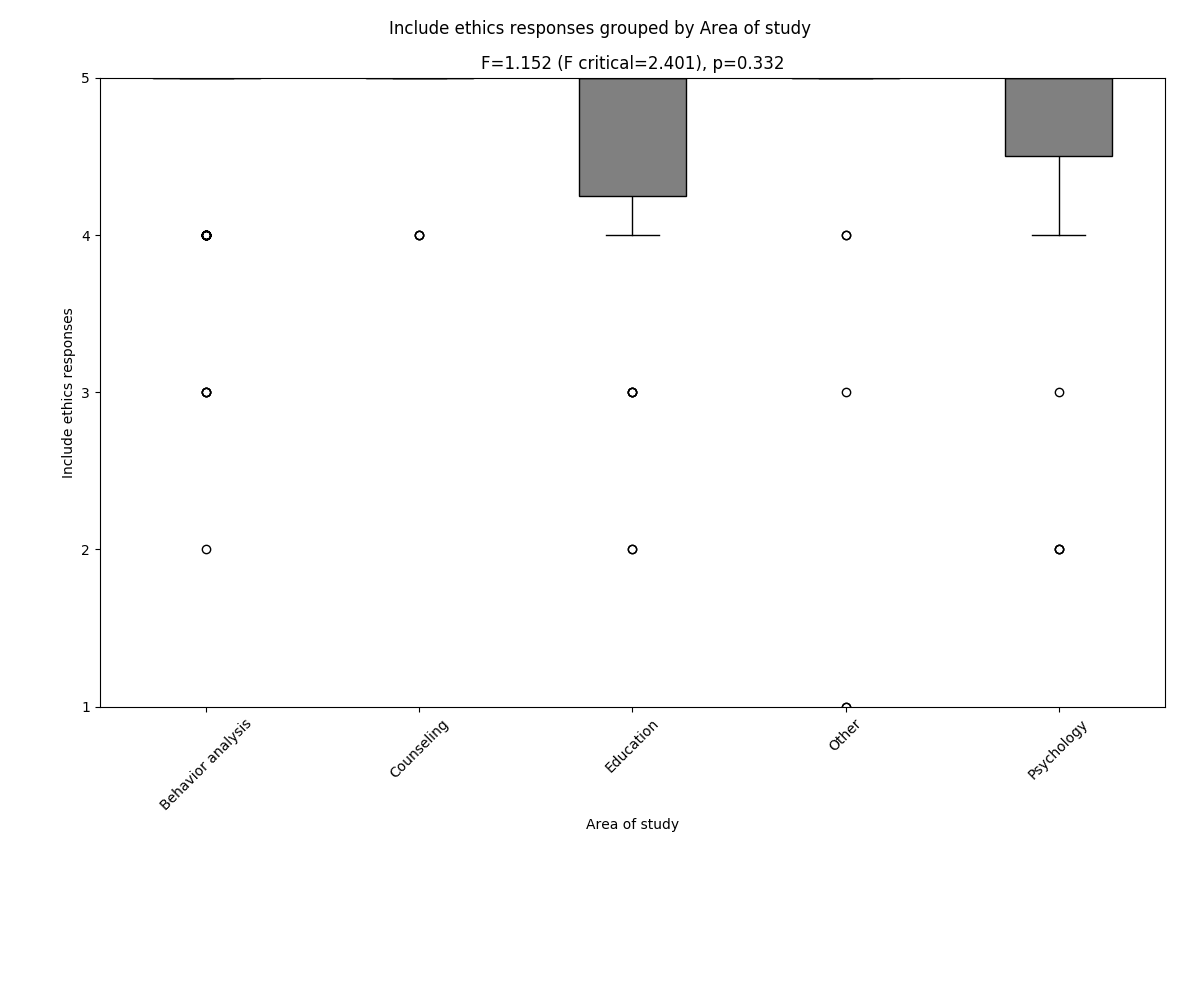 Include ethics responses grouped by Area of study
F=1.152 (F critical=2.401), p=0.332
5
4
3
2
1
Include ethics responses
Behavior analysis
Counseling
Education
Other
Psychology
Area of study